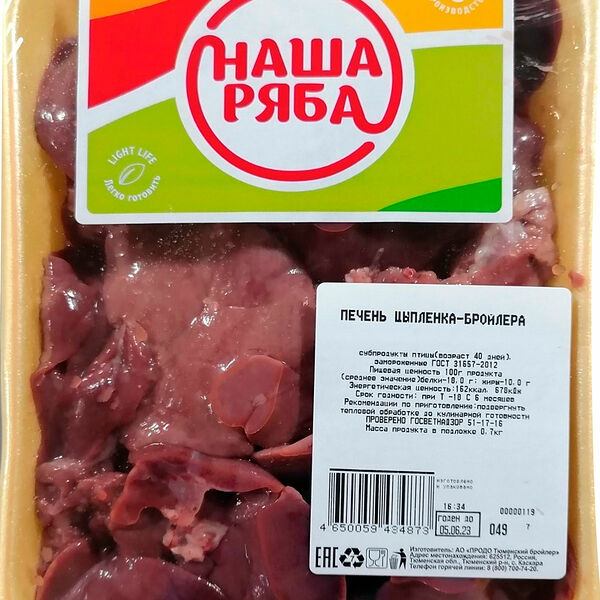 НАША
РЯБА
LIGHT LIFE
ЛЕГКО ГОТОВИТЬ
ПЕЧЕНЬ ЦЫПЛЕНКА-БРОЙЛЕРА
субпродукты птицы(возраст 40 дней).
замороженные ГОСТ 31657-2012
Пищевая ценность 100г продукта
(среднее значение)белки-18.0 г: жиры-10.0 г
Энергетическая ценность:162ккал. 678кДж
Срок годности: при Т -18 С 6 месяцев
Рекомендации по приготовлению:подвергнуть
тепловой обработке до кулинарной готовности
ПРОВЕРЕНО ГОСВЕТНАДЗОР 51-17-16
Масса продукта в подложке 0.7кг
изготовлено
и упаковано
16:34
00000119
ГОДЕН ДО
05.06.23
049
7
4 650059 434873
EAC
Изготовитель: АО «ПРОДО Тюменский бройлер»
Адрес местонахождения: 625512, Россия,
Тюменская обл., Тюменский р-н, с. Каскара
Телефон горячей линии: 8 (800) 700-74-20.